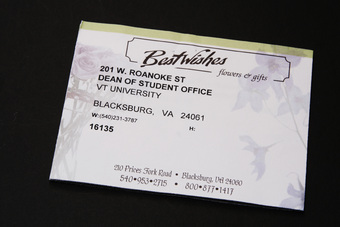 Best Wishes
flowers & gifts
201 W. ROANOKE ST
DEAN OF STUDENT OFFICE
VT UNIVERSITY
BLACKSBURG, VA 24061
W:(540)231-3787
H:
16135
210 Prices Fork Road • Blacksburg, Va 24060
540•953•2715 • 800•877•1417